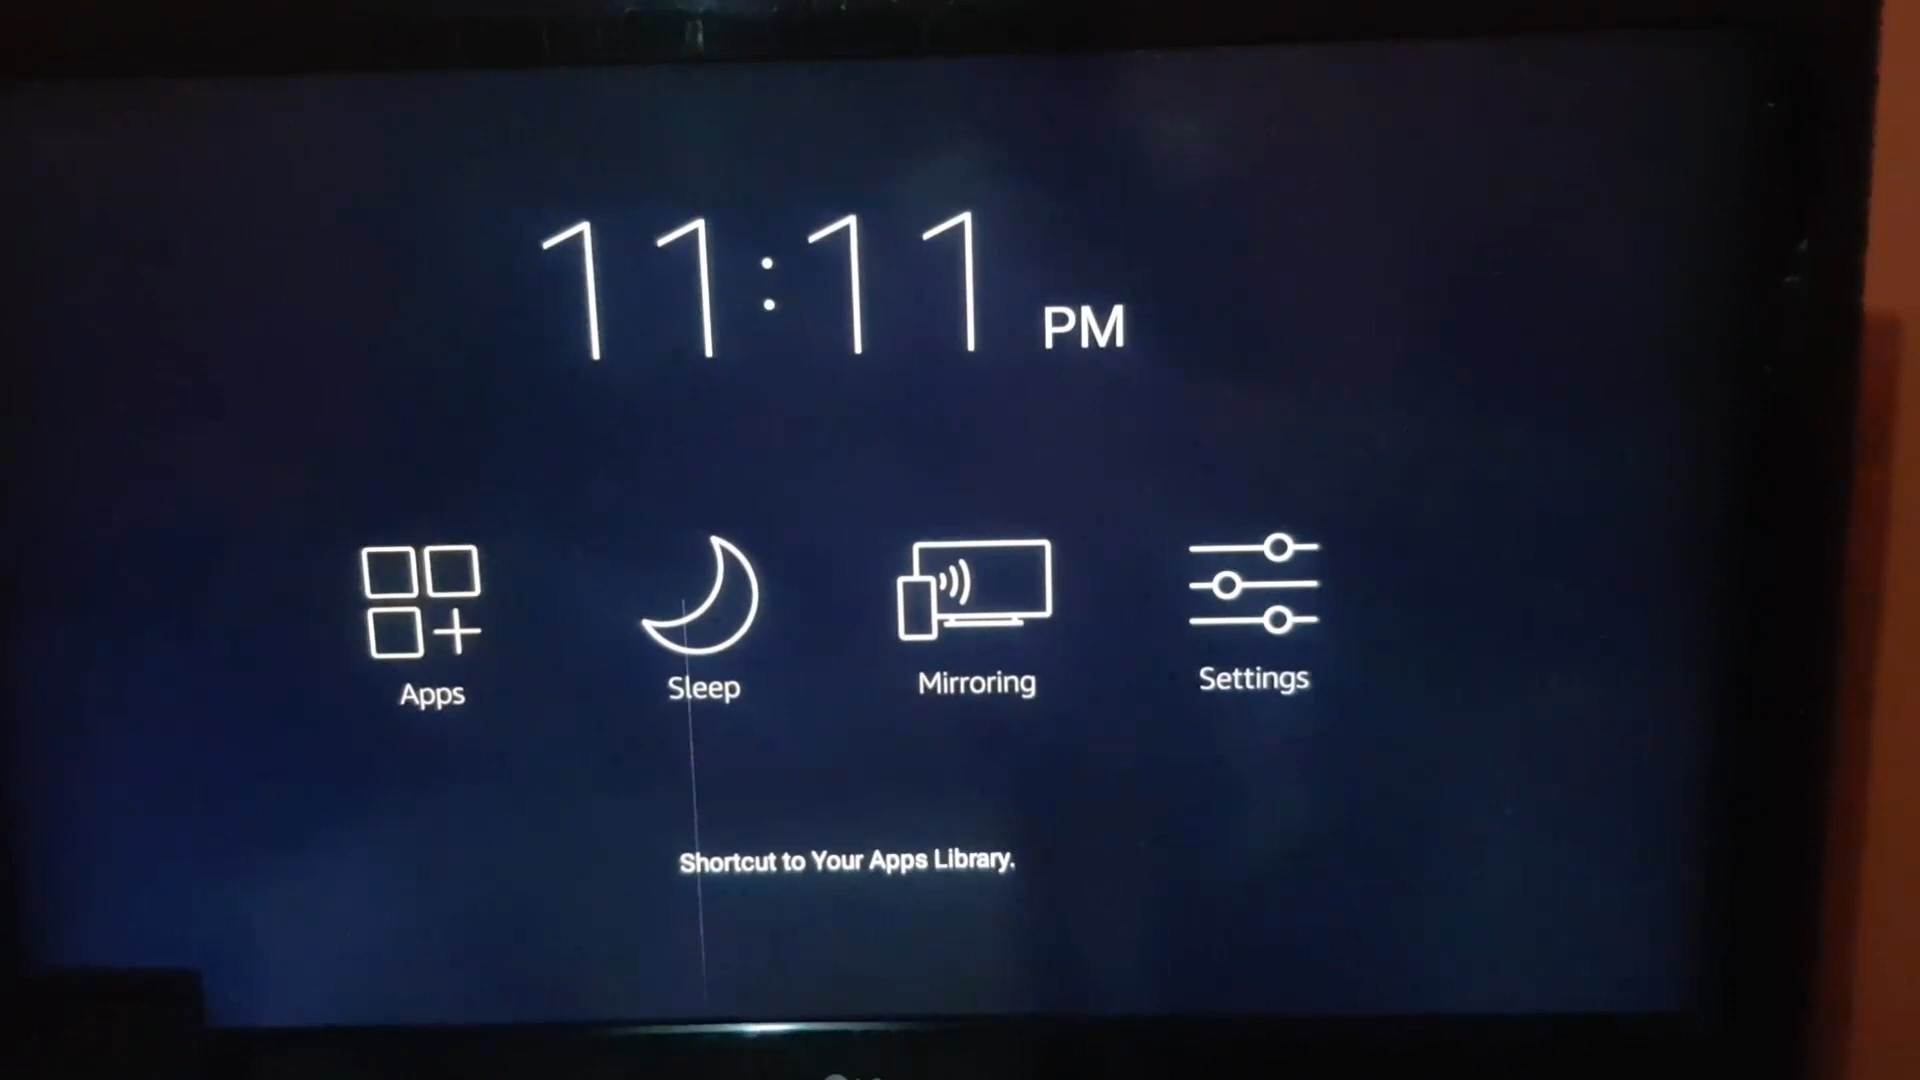 11:11 PM
Apps Sleep Mirroring Settings
Shortcut to Your Apps Library.